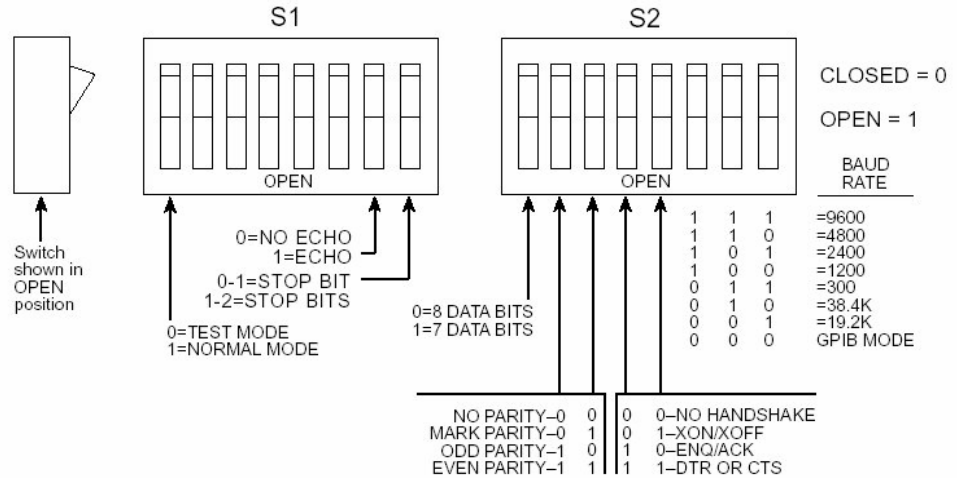 S1
S2
OPEN
OPEN
CLOSED = 0
OPEN = 1
BAUD
RATE
1 1 1 =9600
1 1 0 =4800
1 0 1 =2400
1 0 0 =1200
0 1 1 =300
0 1 0 =38.4K
0 0 1 =19.2K
0 0 0 GPIB MODE
Switch
shown in
OPEN
position
0=NO ECHO
1=ECHO
0-1=STOP BIT
1-2=STOP BITS
0=TEST MODE
1=NORMAL MODE
0=8 DATA BITS
1=7 DATA BITS
NO PARITY–0 0 0 0–NO HANDSHAKE
MARK PARITY–0 1 0 1–XON/XOFF
ODD PARITY–1 0 1 0–ENQ/ACK
EVEN PARITY–1 1 1 1–DTR OR CTS